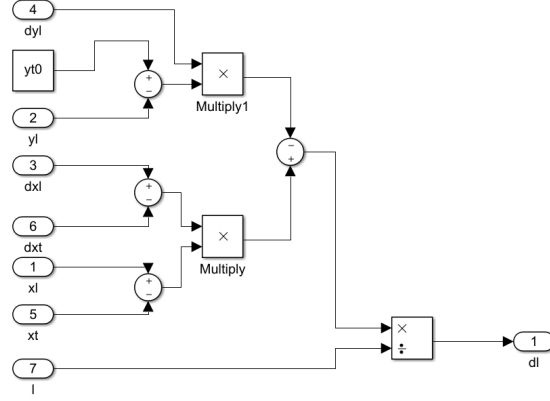 4
dyl
yt0
+
−
×
Multiply1
2
yl
−
+
3
dxl
+
−
6
dxt
×
Multiply
1
xl
+
−
5
xt
×
÷
1
dl
7
l